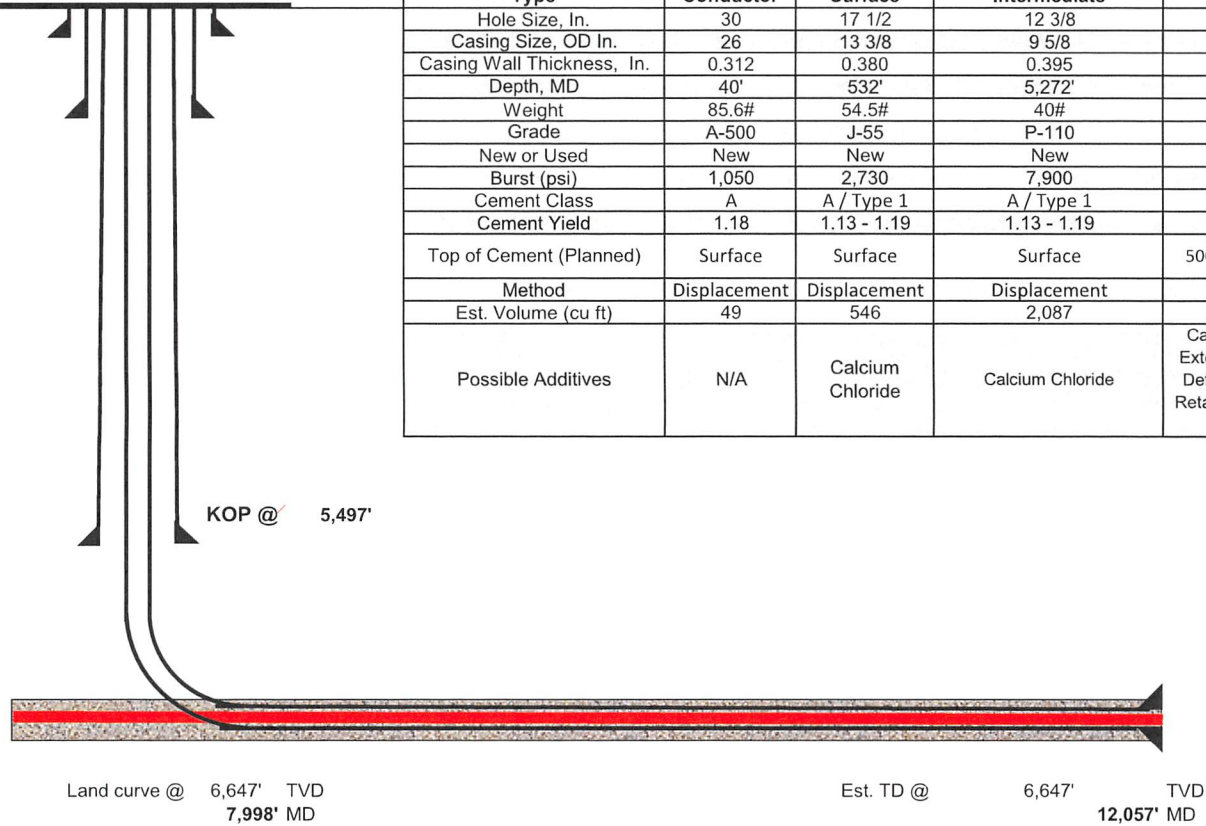 Type Conductor Surface Intermediate
Hole Size, In. 30 17 1/2 12 3/8
Casing Size, OD In. 26 13 3/8 9 5/8
Casing Wall Thickness, In. 0.312 0.380 0.395
Depth, MD 40' 532' 5,272'
Weight 85.6# 54.5# 40#
Grade A-500 J-55 P-110
New or Used New New New
Burst (psi) 1,050 2,730 7,900
Cement Class A A / Type 1 A / Type 1
Cement Yield 1.18 1.13 - 1.19 1.13 - 1.19
Top of Cement (Planned) Surface Surface Surface
Method Displacement Displacement Displacement
Est. Volume (cu ft) 49 546 2,087
Possible Additives N/A Calcium
Chloride Calcium Chloride
KOP @ 5,497'
Land curve @ 6,647' TVD
7,998' MD
Est. TD @ 6,647' TVD
12,057' MD